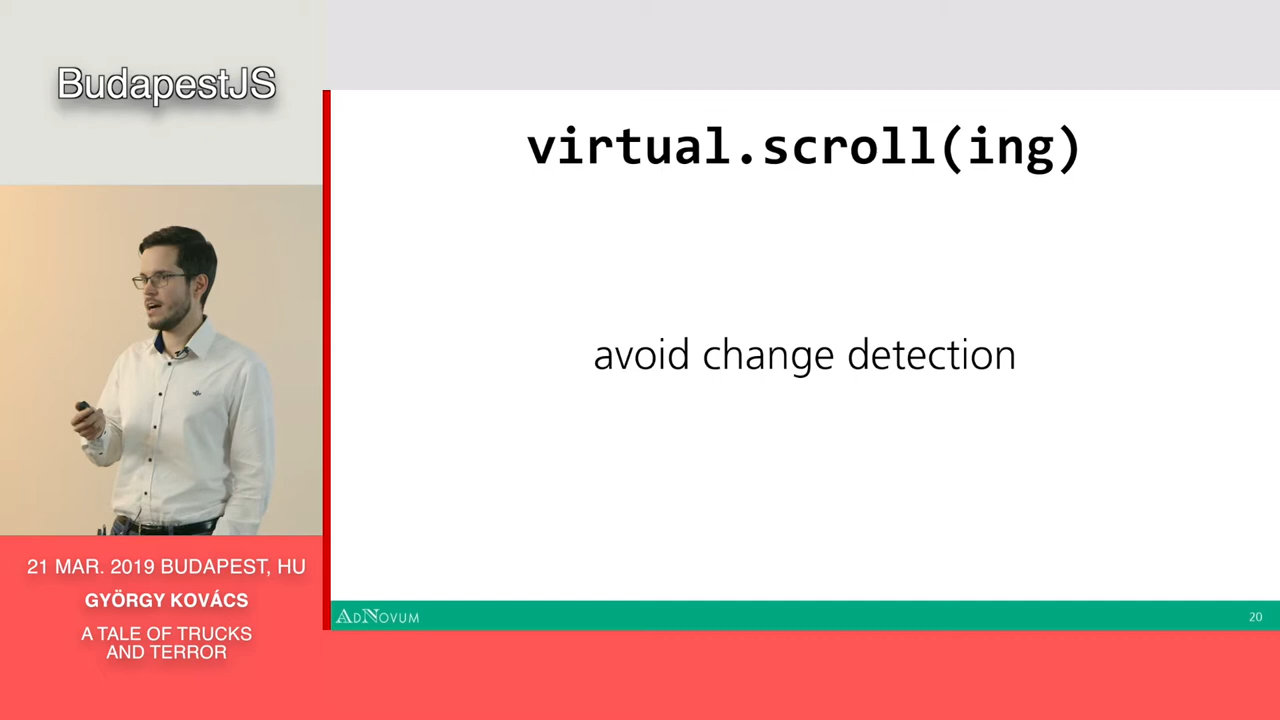 BudapestJS
virtual.scroll(ing)
avoid change detection
21 MAR. 2019 BUDAPEST, HU
GYÖRGY KOVÁCS
A TALE OF TRUCKS
AND TERROR
ADNOVUM
20